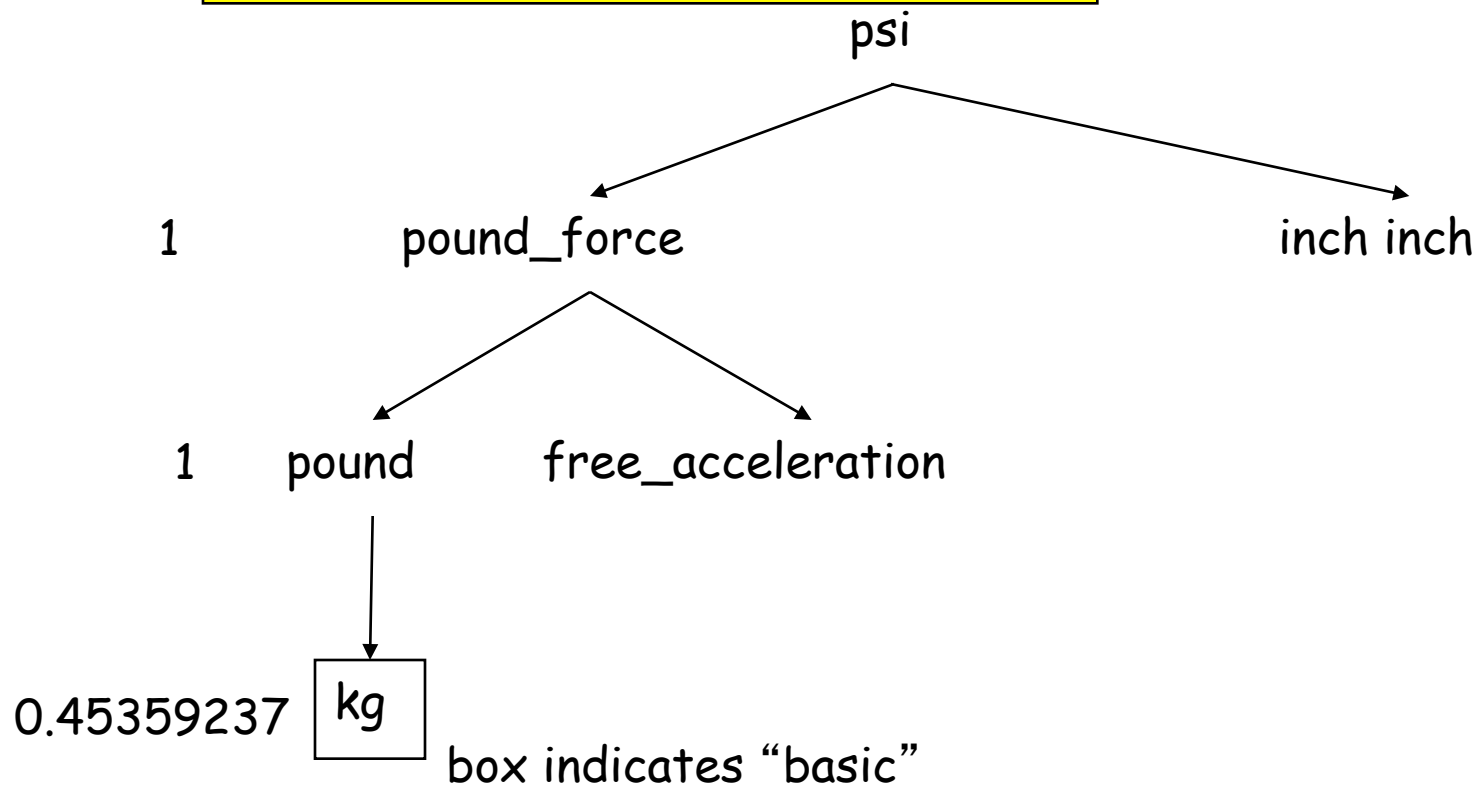 psi
1 pound_force inch inch
1 pound free_acceleration
0.45359237 kg
box indicates “basic”